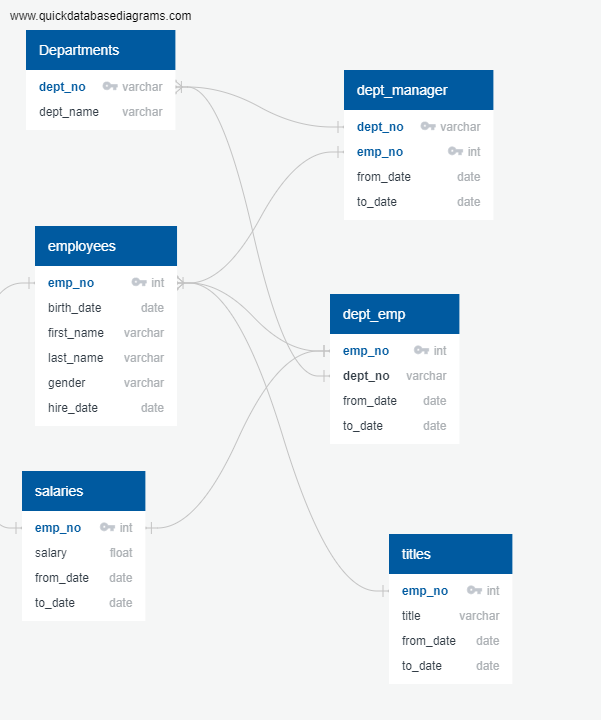 www.quickdatabasediagrams.com
Departments
dept_no varchar
dept_name varchar
dept_manager
dept_no varchar
emp_no int
from_date date
to_date date
employees
emp_no int
birth_date date
first_name varchar
last_name varchar
gender varchar
hire_date date
dept_emp
emp_no int
dept_no varchar
from_date date
to_date date
salaries
emp_no int
salary float
from_date date
to_date date
titles
emp_no int
title varchar
from_date date
to_date date